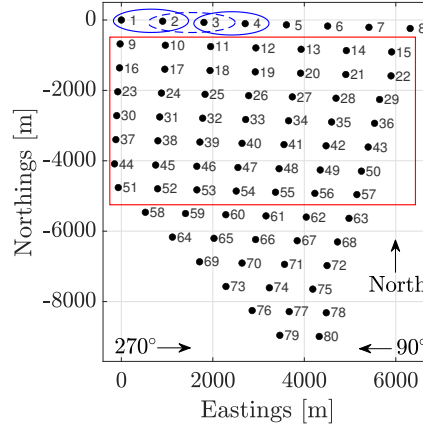 0
1 2 3 4 5 6 7 8
9 10 11 12 13 14 15
16 17 18 19 20 21 22
-2000
23 24 25 26 27 28 29
30 31 32 33 34 35 36
37 38 39 40 41 42 43
-4000
44 45 46 47 48 49 50
51 52 53 54 55 56 57
58 59 60 61 62 63
-6000
64 65 66 67 68
69 70 71 72
North
73 74 75
-8000
76 77 78
79 80
270° 90°
0 2000 4000 6000
Eastings [m]
Northings [m]